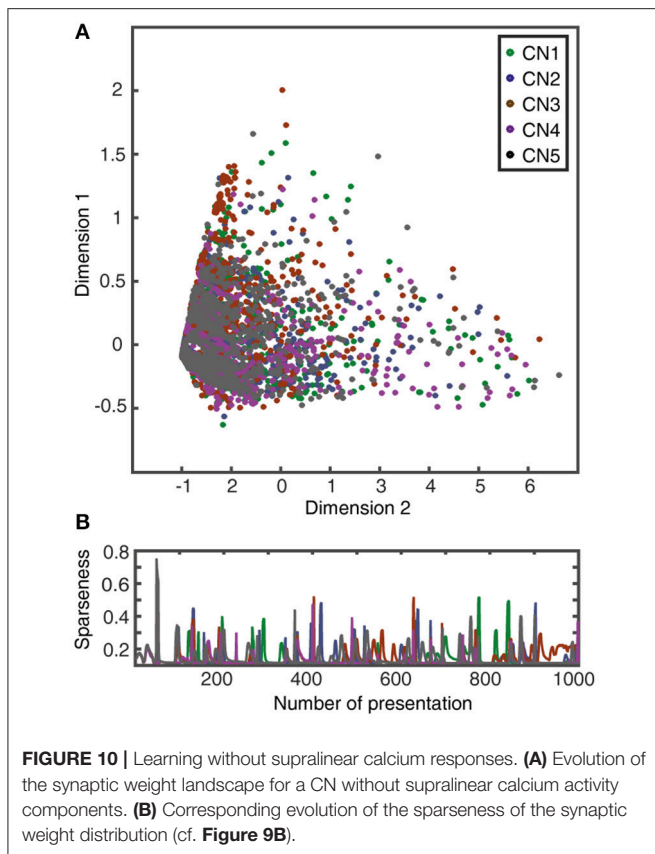 A
CN1
CN2
CN3
CN4
CN5
Dimension 1
2
1.5
1
0.5
0
-0.5
-1 2 0 1 2 3 4 5 6
Dimension 2
B
Sparseness
0.8
0.6
0.4
0.2
200 400 600 800 1000
Number of presentation
FIGURE 10 | Learning without supralinear calcium responses. (A) Evolution of
the synaptic weight landscape for a CN without supralinear calcium activity
components. (B) Corresponding evolution of the sparseness of the synaptic
weight distribution (cf. Figure 9B).